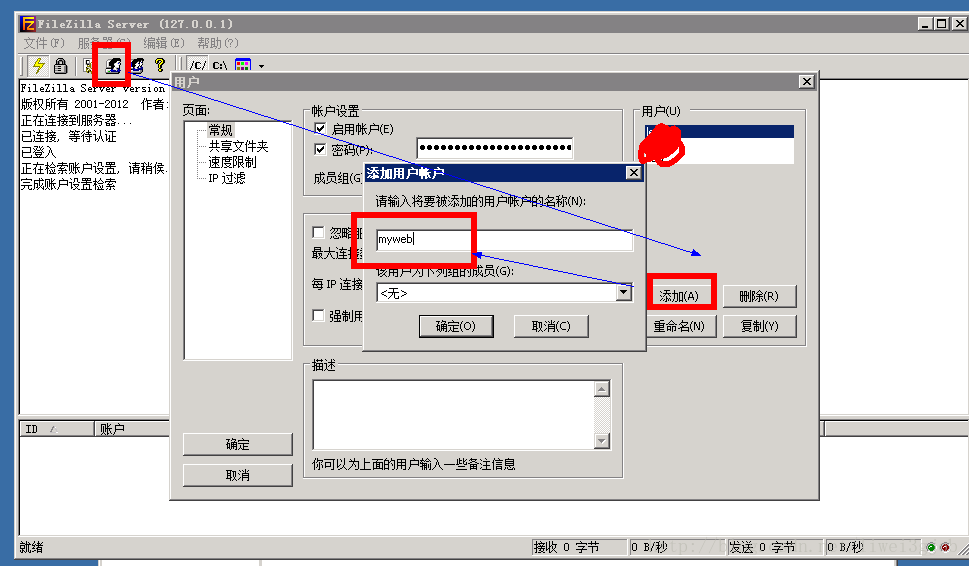 FileZilla Server (127.0.0.1)
文件(F) 服务器(C) 编辑(E) 帮助(?)
/C/ C:\
FileZilla Server version
版权所有 2001-2012 作者:
正在连接到服务器...
已连接, 等待认证
已登入
正在检索账户设置, 请稍侯.
完成账户设置检索
用户
页面:
常规
共享文件夹
速度限制
IP 过滤
确定
取消
帐户设置
启用帐户(E)
密码(P):
成员组(G)
最大连接
每 IP 连接
强制用
描述
你可以为上面的用户输入一些备注信息
用户(U)
添加(A)
删除(R)
重命名(N)
复制(Y)
添加用户帐户
请输入将要被添加的用户帐户的名称(N):
myweb
该用户为下列组的成员(G):
<无>
确定(O)
取消(C)
ID / 账户
就绪
接收 0 字节 0 B/秒 发送 0 字节 0 B/秒